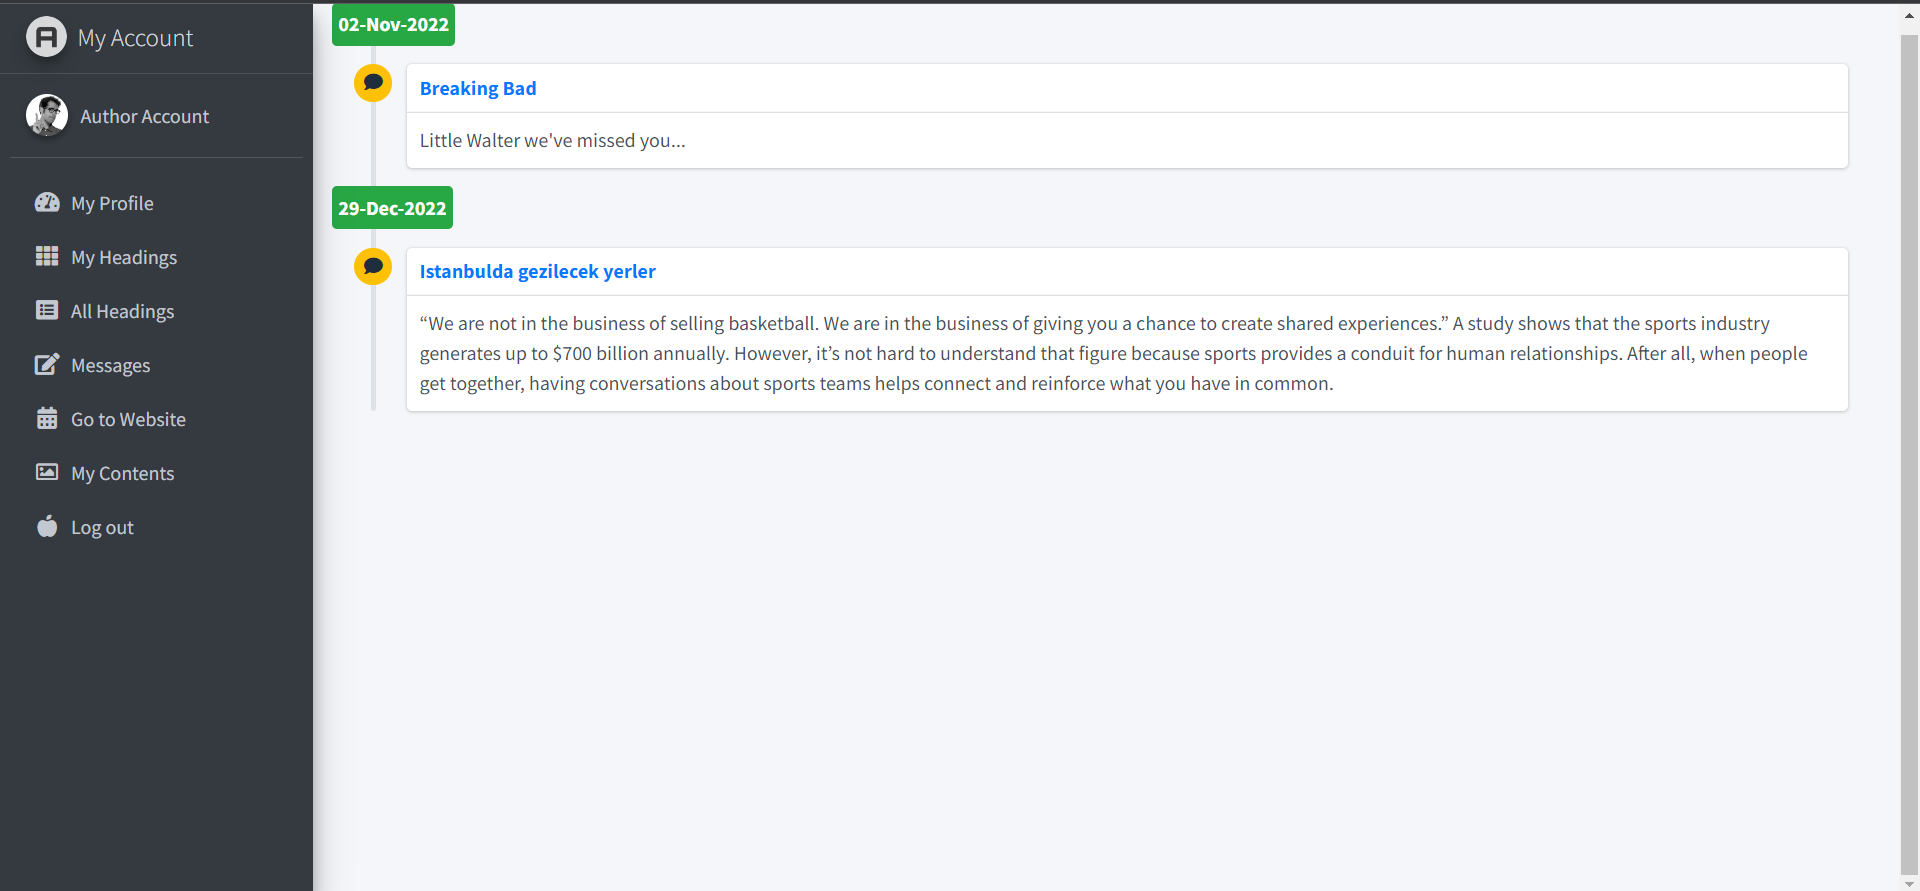 My Account
Author Account
My Profile
My Headings
All Headings
Messages
Go to Website
My Contents
Log out
02-Nov-2022
Breaking Bad
Little Walter we've missed you...
29-Dec-2022
Istanbulda gezilecek yerler
“We are not in the business of selling basketball. We are in the business of giving you a chance to create shared experiences.” A study shows that the sports industry
generates up to $700 billion annually. However, it’s not hard to understand that figure because sports provides a conduit for human relationships. After all, when people
get together, having conversations about sports teams helps connect and reinforce what you have in common.